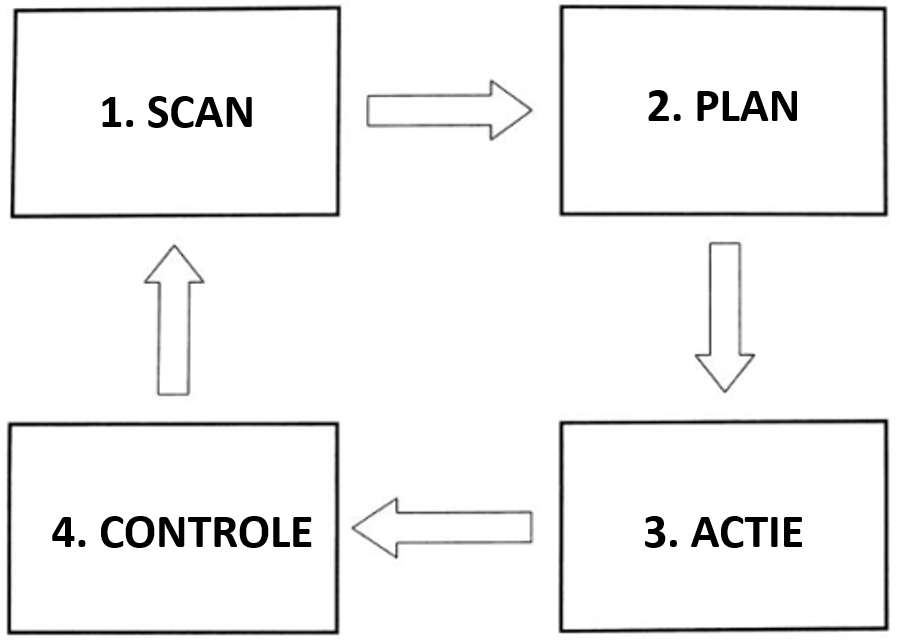 1. SCAN
2. PLAN
3. ACTIE
4. CONTROLE